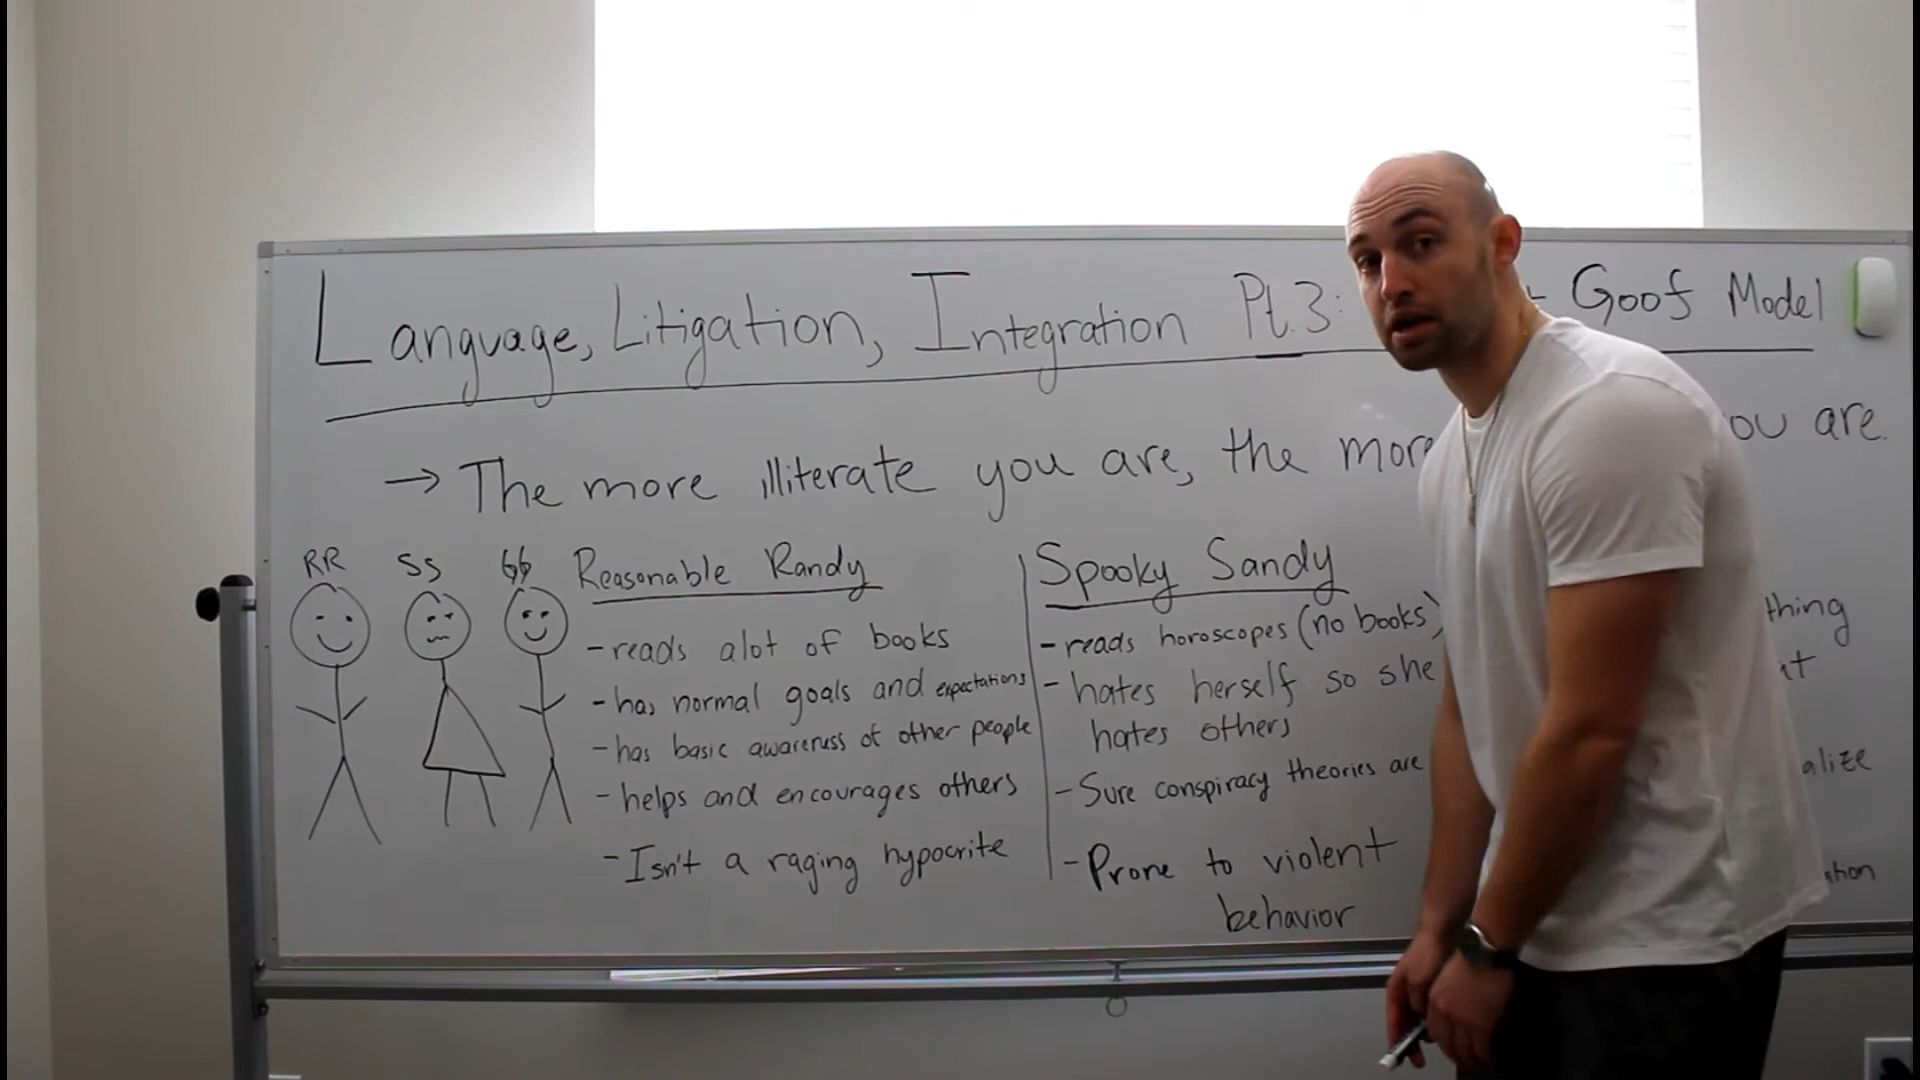 Language, Litigation, Integration Pt.3: Goof Model
→ The more illiterate you are, the more you are.
RR SS GG
Reasonable Randy
- reads alot of books
- has normal goals and expectations
- has basic awareness of other people
- helps and encourages others
- Isn't a raging hypocrite
Spooky Sandy
- reads horoscopes (no books)
- hates herself so she
hates others
- Sure conspiracy theories are
- Prone to violent
behavior
thing